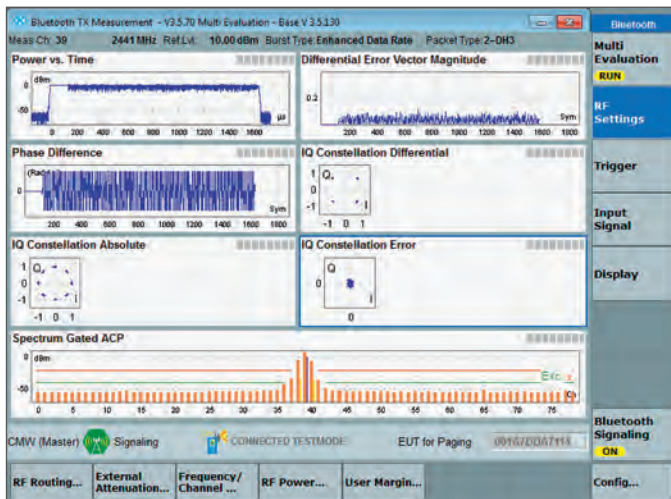 Bluetooth TX Measurement - V3.5.70 Multi Evaluation - Base V 3.5.130
Bluetooth
Meas Ch: 39 2441 MHz Ref.Lvl: 10.00 dBm Burst Type: Enhanced Data Rate Packet Type: 2-DH3
Multi Evaluation
RUN
RF Settings
Trigger
Input Signal
Display
Bluetooth Signaling
ON
Config...
Power vs. Time
dBm
0
-50
µs
0 200 400 600 800 1000 1200 1400 1600
Differential Error Vector Magnitude
0.2
Sym
200 400 600 800 1000 1200 1400 1600 1800
Phase Difference
0
Sym
200 400 600 800 1000 1200 1400 1600 1800
IQ Constellation Differential
1 Q
0
-1 I
-1 0 1
IQ Constellation Absolute
1 Q
0
-1 I
-1 0 1
IQ Constellation Error
Q
0
I
0
Spectrum Gated ACP
0 dBm
-50
Ch
0 5 10 15 20 25 30 35 40 45 50 55 60 65 70 75
CMW (Master) Signaling CONNECTED TESTMODE EUT for Paging
RF Routing...
External Attenuation...
Frequency/ Channel ...
RF Power...
User Margin...